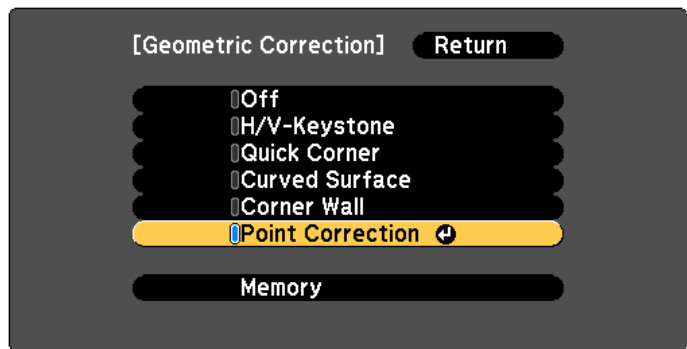 [Geometric Correction] Return
Off
H/V-Keystone
Quick Corner
Curved Surface
Corner Wall
Point Correction
Memory